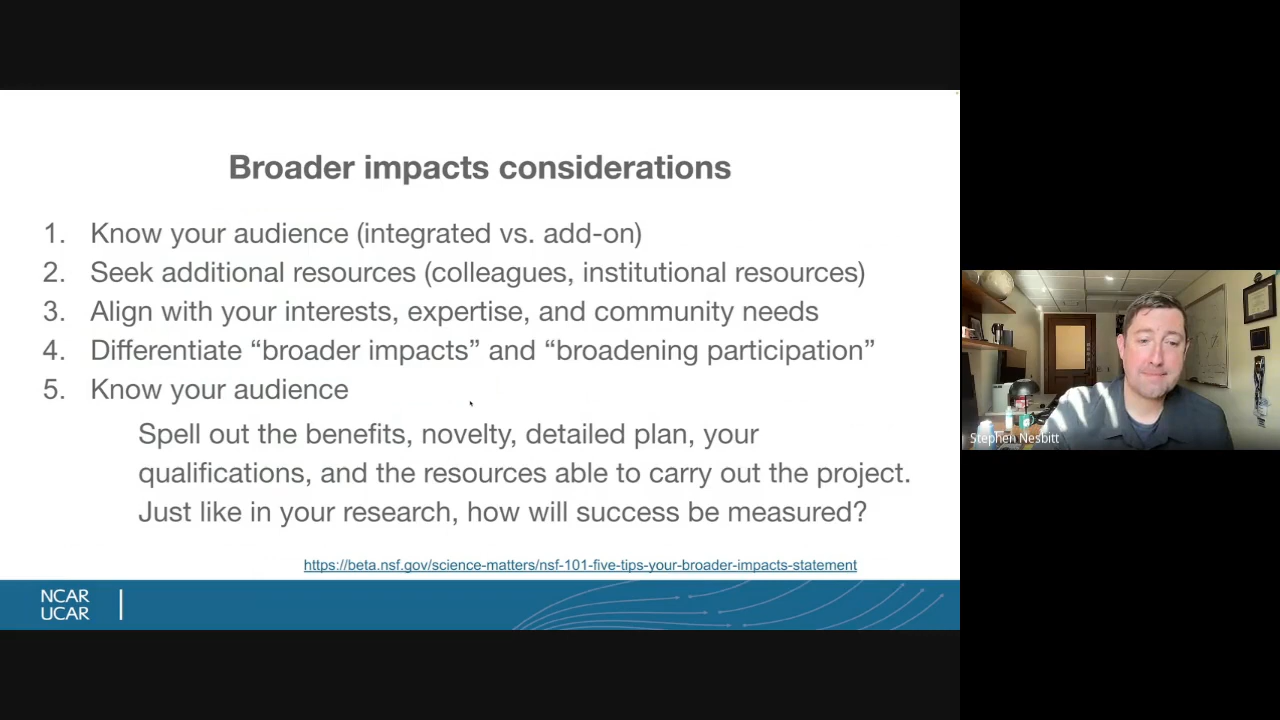 Broader impacts considerations
1. Know your audience (integrated vs. add-on)
2. Seek additional resources (colleagues, institutional resources)
3. Align with your interests, expertise, and community needs
4. Differentiate “broader impacts” and “broadening participation”
5. Know your audience
Spell out the benefits, novelty, detailed plan, your
qualifications, and the resources able to carry out the project.
Just like in your research, how will success be measured?
https://beta.nsf.gov/science-matters/nsf-101-five-tips-your-broader-impacts-statement
NCAR
UCAR
Stephen Nesbitt